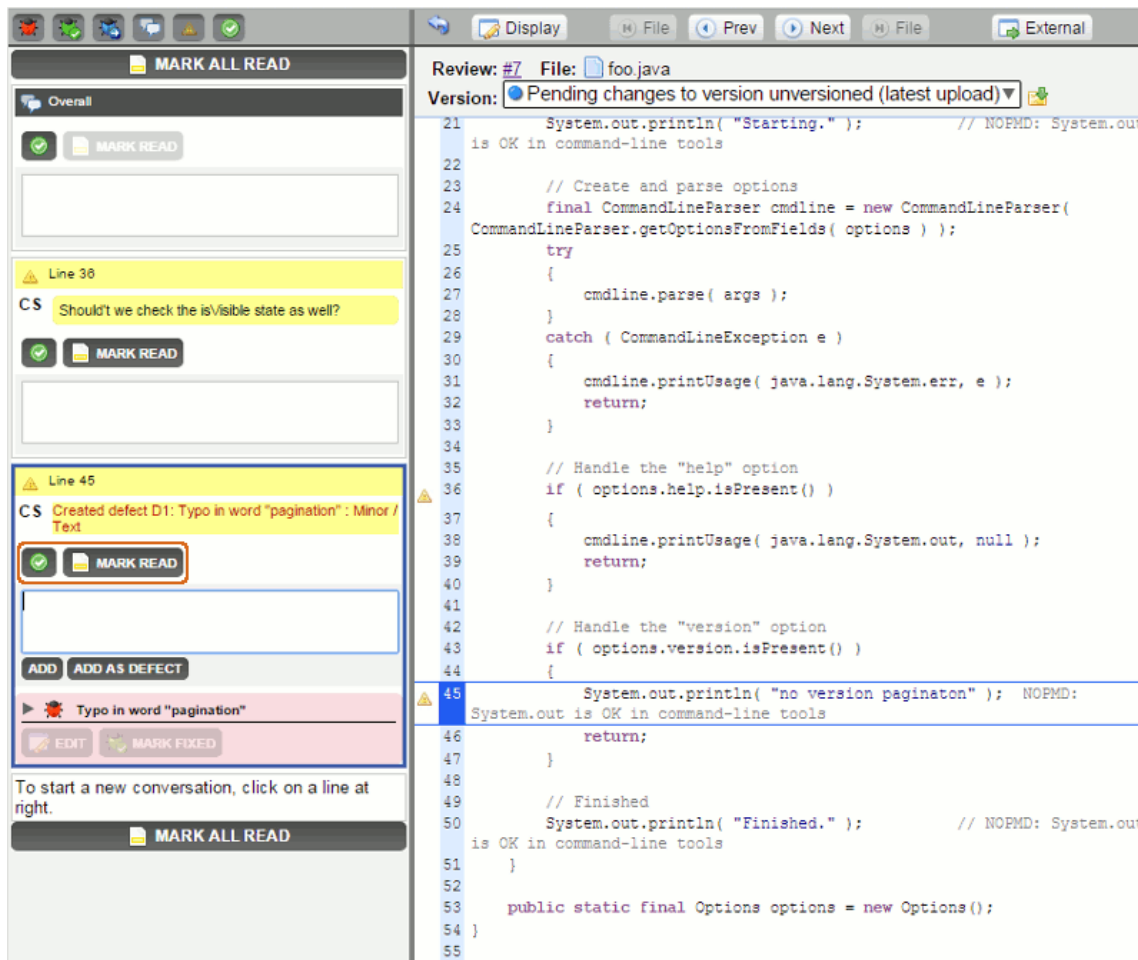 MARK ALL READ
Overall
MARK READ
Line 36
CS Should't we check the isVisible state as well?
MARK READ
Line 45
CS Created defect D1: Typo in word "pagination" : Minor /
Text
MARK READ
ADD ADD AS DEFECT
Typo in word "pagination"
EDIT MARK FIXED
To start a new conversation, click on a line at
right.
MARK ALL READ
Display File Prev Next File External
Review: #7 File: foo.java
Version: Pending changes to version unversioned (latest upload)
21 System.out.println( "Starting." ); // NOPMD: System.out
is OK in command-line tools
22
23 // Create and parse options
24 final CommandLineParser cmdline = new CommandLineParser(
CommandLineParser.getOptionsFromFields( options ) );
25 try
26 {
27 cmdline.parse( args );
28 }
29 catch ( CommandLineException e )
30 {
31 cmdline.printUsage( java.lang.System.err, e );
32 return;
33 }
34
35 // Handle the "help" option
36 if ( options.help.isPresent() )
37 {
38 cmdline.printUsage( java.lang.System.out, null );
39 return;
40 }
41
42 // Handle the "version" option
43 if ( options.version.isPresent() )
44 {
45 System.out.println( "no version paginaton" ); NOPMD:
System.out is OK in command-line tools
46 return;
47 }
48
49 // Finished
50 System.out.println( "Finished." ); // NOPMD: System.out
is OK in command-line tools
51 }
52
53 public static final Options options = new Options();
54 }
55